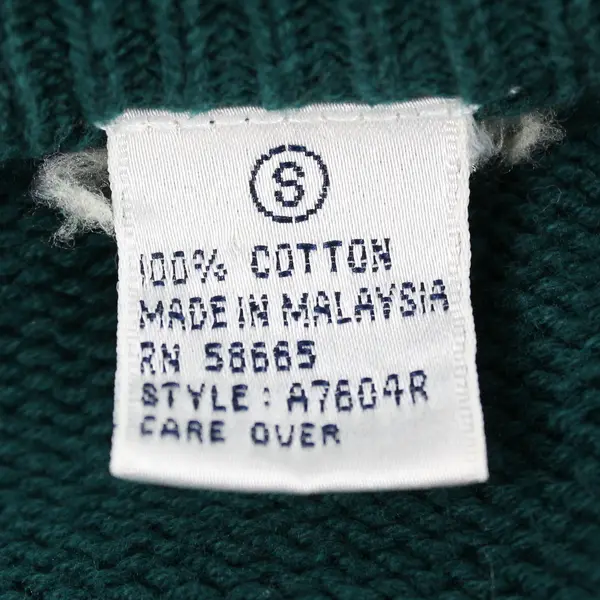 S
100% COTTON
MADE IN MALAYSIA
RN 58665
STYLE: A7604R
CARE OVER